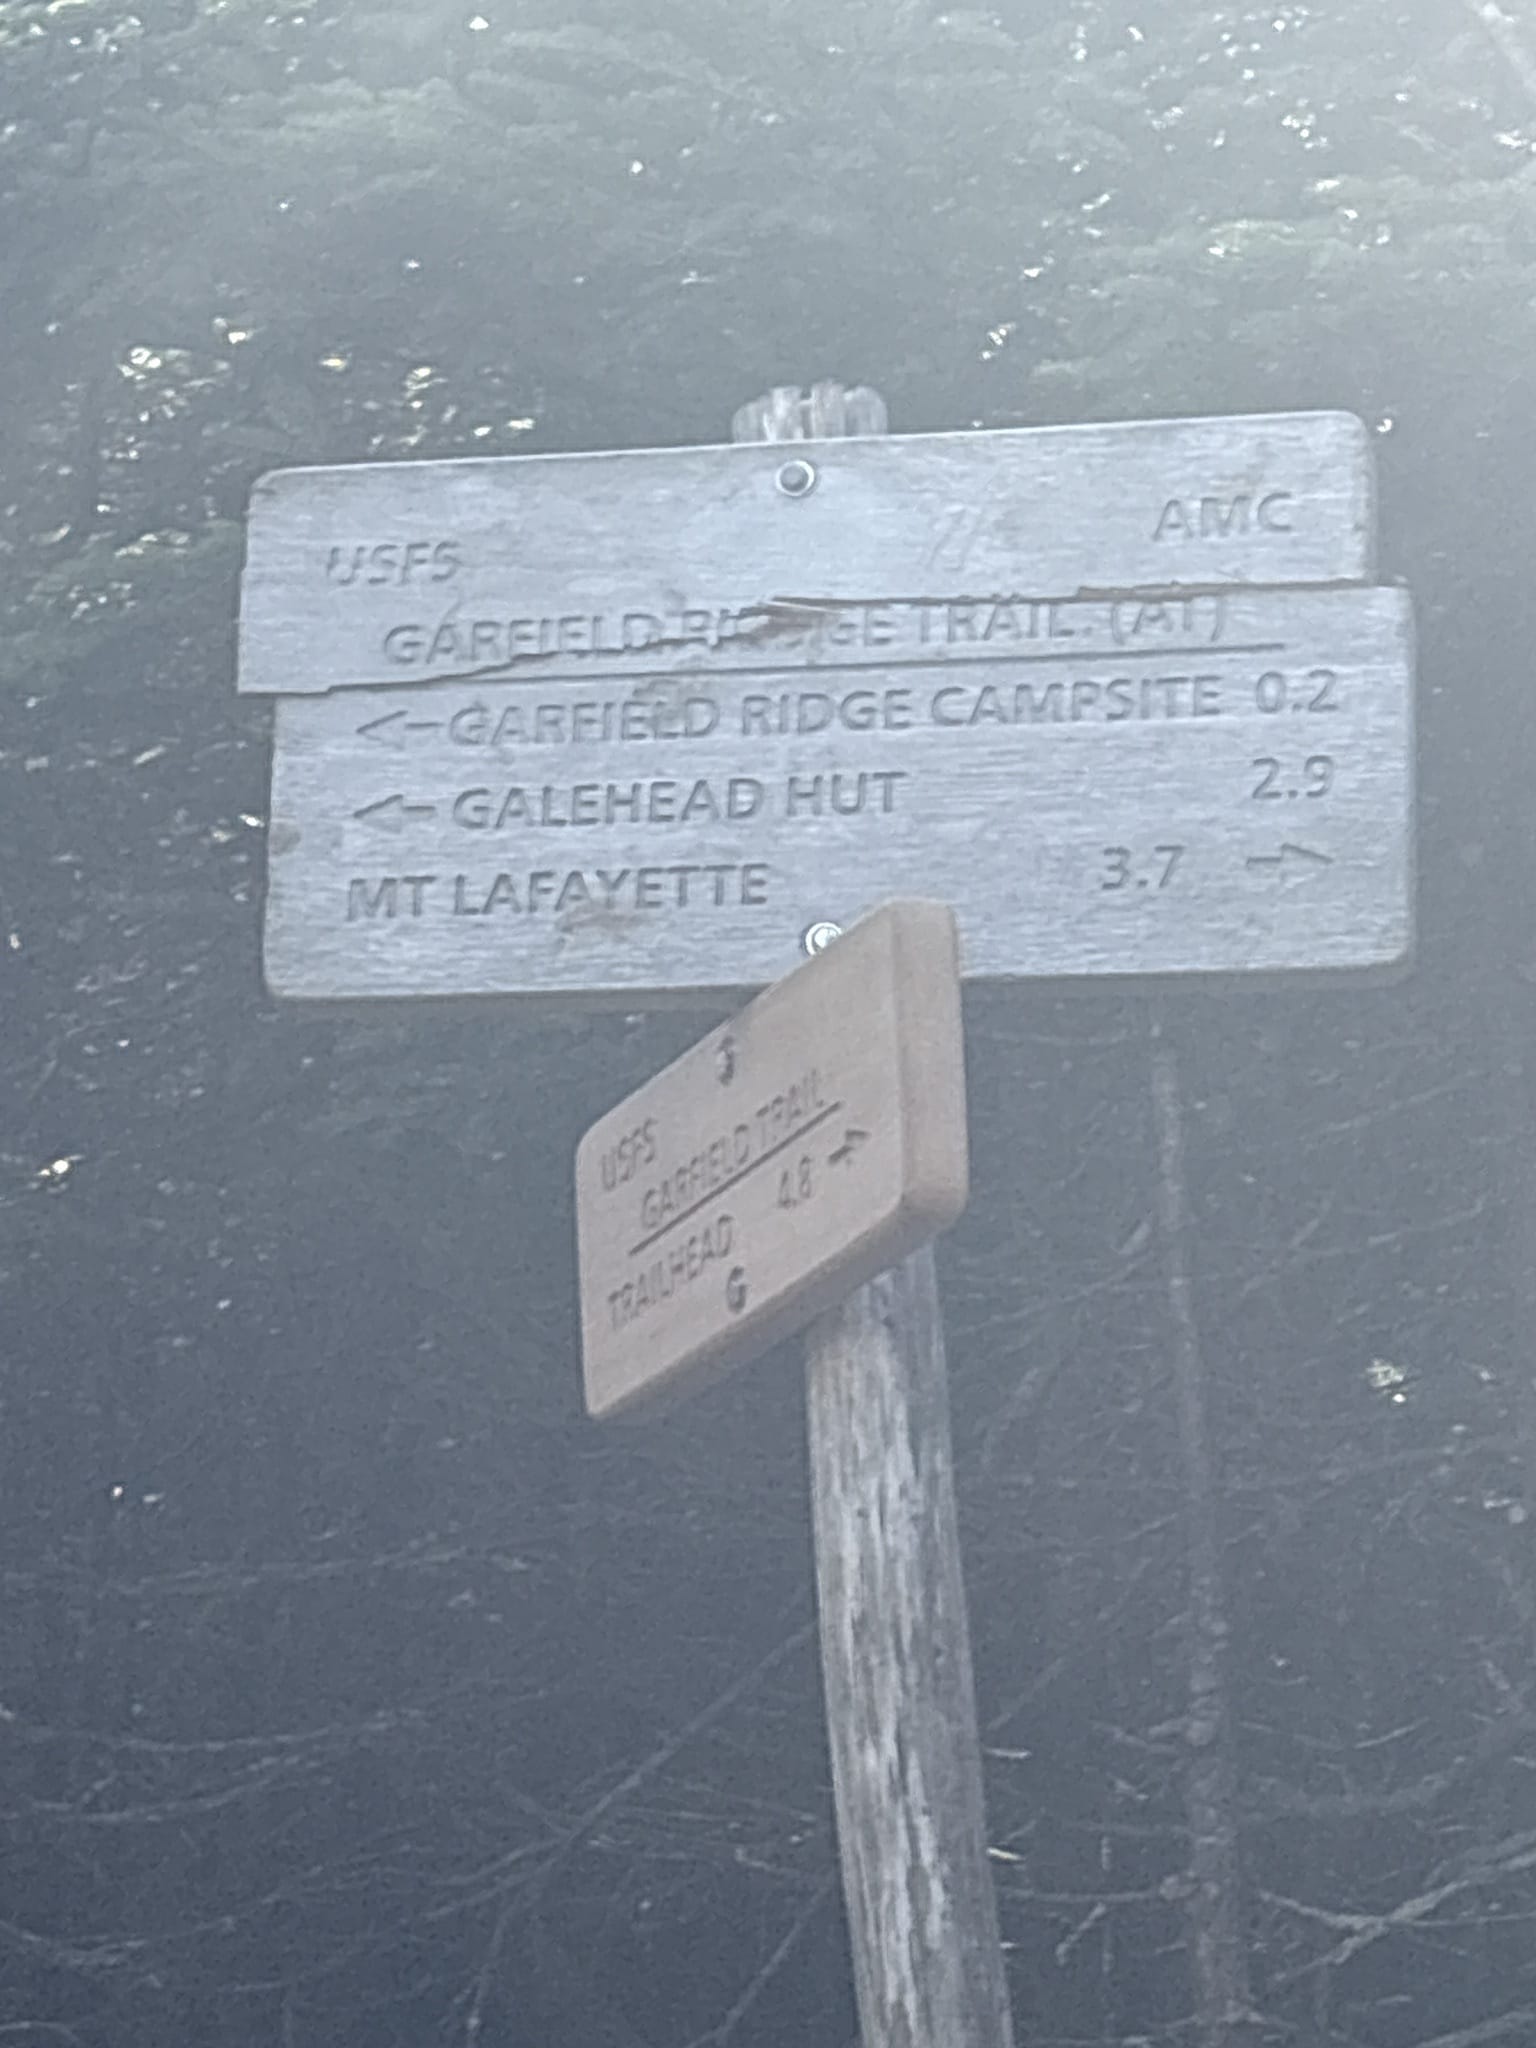 USFS AMC
GARFIELD RIDGE TRAIL. (AT)
←GARFIELD RIDGE CAMPSITE 0.2
← GALEHEAD HUT 2.9
MT LAFAYETTE 3.7 →
USFS
GARFIELD TRAIL
TRAILHEAD 4.8 →